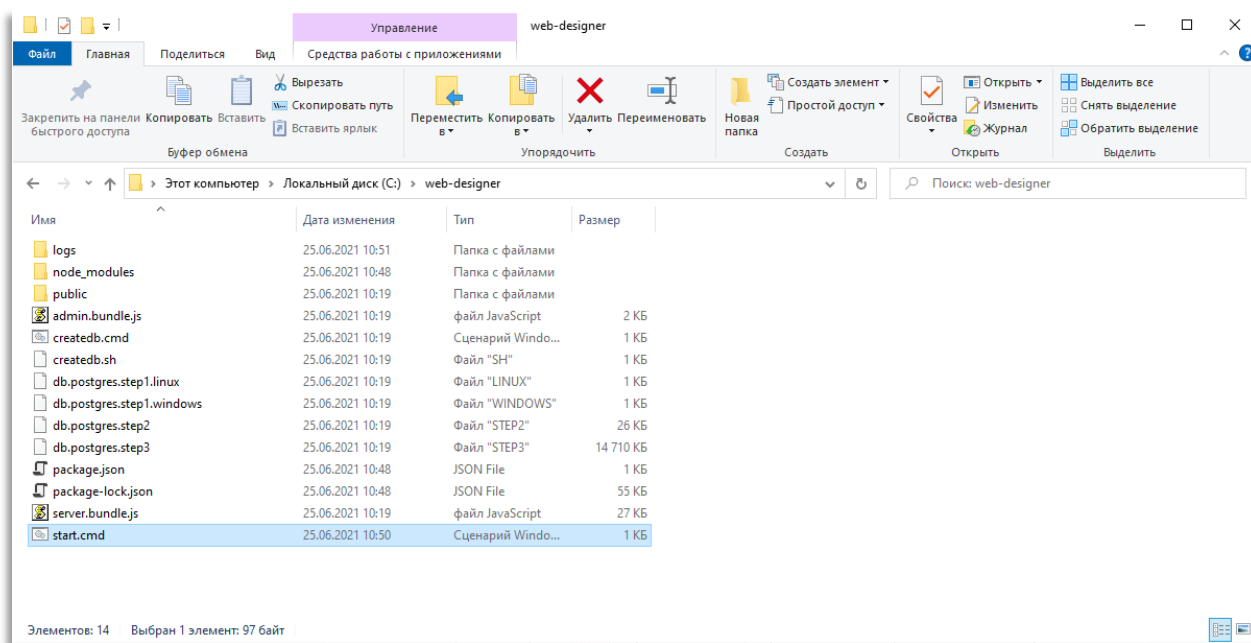 Управление web-designer
Файл Главная Поделиться Вид Средства работы с приложениями
Закрепить на панели быстрого доступа
Копировать
Вставить
Вырезать
Скопировать путь
Вставить ярлык
Буфер обмена
Переместить в
Копировать в
Удалить
Переименовать
Упорядочить
Новая папка
Создать элемент
Простой доступ
Создать
Свойства
Открыть
Изменить
Журнал
Открыть
Выделить все
Снять выделение
Обратить выделение
Выделить
Этот компьютер > Локальный диск (C:) > web-designer
Поиск: web-designer
Имя Дата изменения Тип Размер
logs 25.06.2021 10:51 Папка с файлами
node_modules 25.06.2021 10:48 Папка с файлами
public 25.06.2021 10:19 Папка с файлами
admin.bundle.js 25.06.2021 10:19 файл JavaScript 2 КБ
createdb.cmd 25.06.2021 10:19 Сценарий Windo... 1 КБ
createdb.sh 25.06.2021 10:19 Файл "SH" 1 КБ
db.postgres.step1.linux 25.06.2021 10:19 Файл "LINUX" 1 КБ
db.postgres.step1.windows 25.06.2021 10:19 Файл "WINDOWS" 1 КБ
db.postgres.step2 25.06.2021 10:19 Файл "STEP2" 26 КБ
db.postgres.step3 25.06.2021 10:19 Файл "STEP3" 14 710 КБ
package.json 25.06.2021 10:48 JSON File 1 КБ
package-lock.json 25.06.2021 10:48 JSON File 55 КБ
server.bundle.js 25.06.2021 10:19 файл JavaScript 27 КБ
start.cmd 25.06.2021 10:50 Сценарий Windo... 1 КБ
Элементов: 14 Выбран 1 элемент: 97 байт